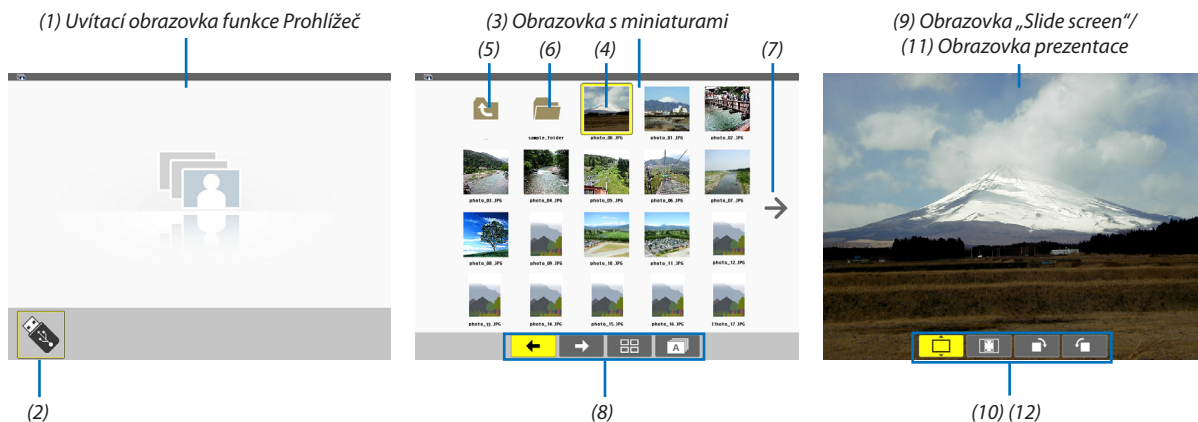 (1) Uvítací obrazovka funkce Prohlížeč
(3) Obrazovka s miniaturami
(9) Obrazovka „Slide screen“/
(11) Obrazovka prezentace
(5)
(6)
(4)
(7)
sample_folder
photo_00.JPG
photo_01.JPG
photo_02.JPG
photo_03.JPG
photo_04.JPG
photo_05.JPG
photo_06.JPG
photo_07.JPG
photo_08.JPG
photo_09.JPG
photo_10.JPG
photo_11.JPG
photo_12.JPG
photo_13.JPG
photo_14.JPG
photo_15.JPG
photo_16.JPG
photo_17.JPG
A
(2)
(8)
(10) (12)